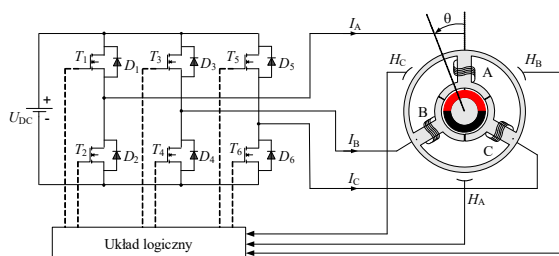 I_A
θ
T_1
D_1
T_3
D_3
T_5
D_5
H_C
H_B
A
U_DC
+
-
B
C
T_2
D_2
T_4
D_4
T_6
D_6
I_B
I_C
H_A
Układ logiczny